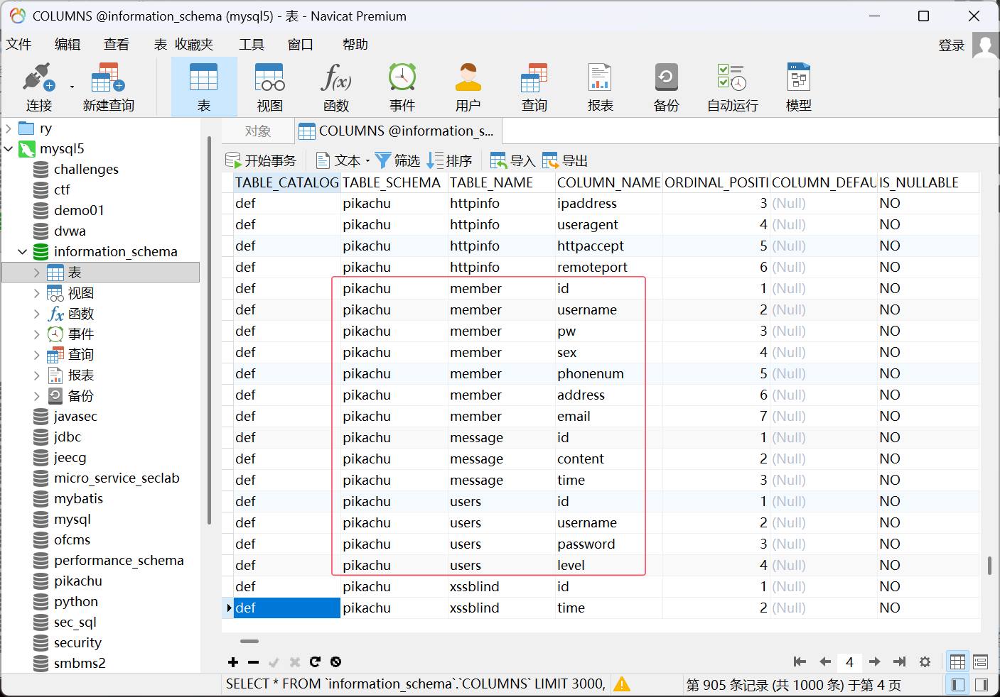 COLUMNS @information_schema (mysql5) - 表 - Navicat Premium
文件 编辑 查看 表 收藏夹 工具 窗口 帮助 登录
连接 新建查询 表 视图 函数 事件 用户 查询 报表 备份 自动运行 模型
ry
mysql5
challenges
ctf
demo01
dvwa
information_schema
表
视图
函数
事件
查询
报表
备份
javasec
jdbc
jeecg
micro_service_seclab
mybatis
mysql
ofcms
performance_schema
pikachu
python
sec_sql
security
smbms2
对象 COLUMNS @information_s...
开始事务 文本 筛选 排序 导入 导出
TABLE_CATALOG TABLE_SCHEMA TABLE_NAME COLUMN_NAME ORDINAL_POSITI COLUMN_DEFAU IS_NULLABLE
def pikachu httpinfo ipaddress 3 (Null) NO
def pikachu httpinfo useragent 4 (Null) NO
def pikachu httpinfo httpaccept 5 (Null) NO
def pikachu httpinfo remoteport 6 (Null) NO
def pikachu member id 1 (Null) NO
def pikachu member username 2 (Null) NO
def pikachu member pw 3 (Null) NO
def pikachu member sex 4 (Null) NO
def pikachu member phonenum 5 (Null) NO
def pikachu member address 6 (Null) NO
def pikachu member email 7 (Null) NO
def pikachu message id 1 (Null) NO
def pikachu message content 2 (Null) NO
def pikachu message time 3 (Null) NO
def pikachu users id 1 (Null) NO
def pikachu users username 2 (Null) NO
def pikachu users password 3 (Null) NO
def pikachu users level 4 (Null) NO
def pikachu xssblind id 1 (Null) NO
def pikachu xssblind time 2 (Null) NO
4
SELECT * FROM `information_schema`.`COLUMNS` LIMIT 3000, 第 905 条记录 (共 1000 条) 于第 4 页